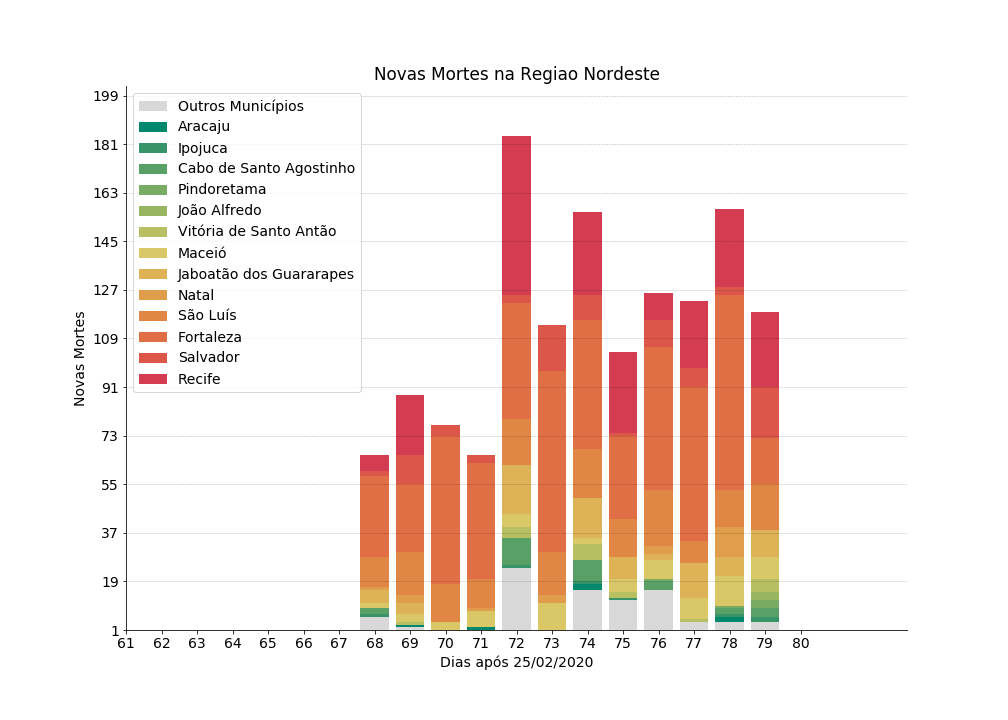 Novas Mortes na Regiao Nordeste
Novas Mortes
199
181
163
145
127
109
91
73
55
37
19
1
Outros Municípios
Aracaju
Ipojuca
Cabo de Santo Agostinho
Pindoretama
João Alfredo
Vitória de Santo Antão
Maceió
Jaboatão dos Guararapes
Natal
São Luís
Fortaleza
Salvador
Recife
61 62 63 64 65 66 67 68 69 70 71 72 73 74 75 76 77 78 79 80
Dias após 25/02/2020